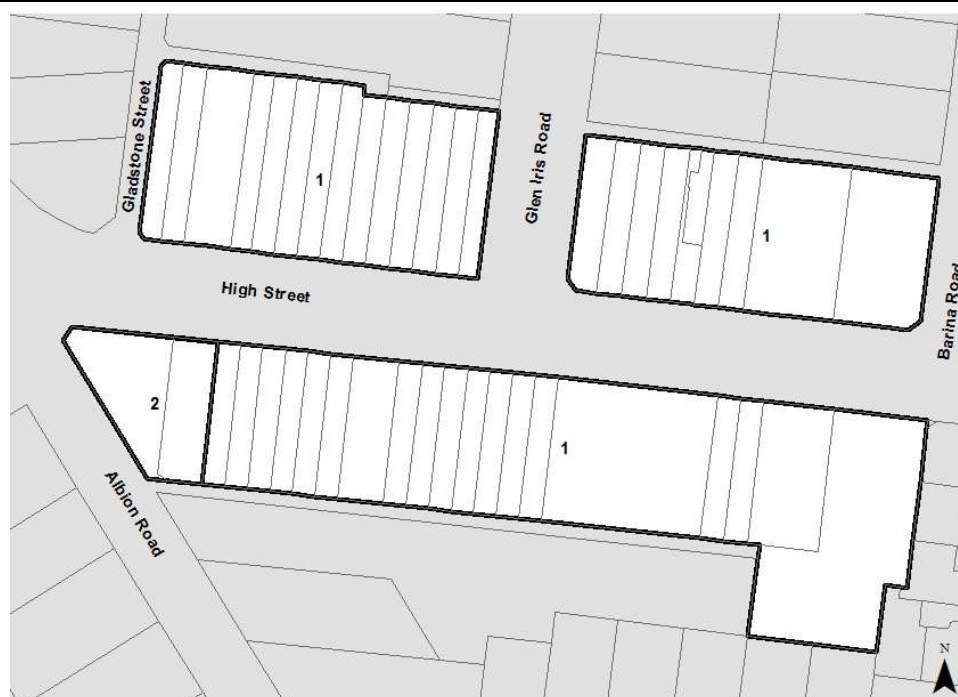 Gladstone Street
1
Glen Iris Road
1
High Street
Barina Road
2
1
Albion Road
N